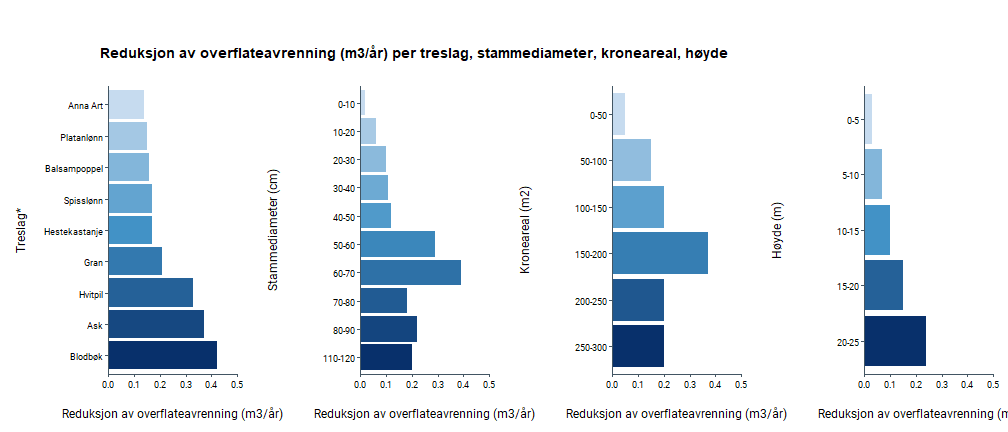 Reduksjon av overflateavrenning (m3/år) per treslag, stammediameter, kroneareal, høyde
Treslag*
Anna Art
Platanlønn
Balsampoppel
Spisslønn
Hestekastanje
Gran
Hvitpil
Ask
Blodbøk
0.0 0.1 0.2 0.3 0.4 0.5
Reduksjon av overflateavrenning (m3/år)
Stammediameter (cm)
0-10
10-20
20-30
30-40
40-50
50-60
60-70
70-80
80-90
110-120
0.0 0.1 0.2 0.3 0.4 0.5
Reduksjon av overflateavrenning (m3/år)
Kroneareal (m2)
0-50
50-100
100-150
150-200
200-250
250-300
0.0 0.1 0.2 0.3 0.4 0.5
Reduksjon av overflateavrenning (m3/år)
Høyde (m)
0-5
5-10
10-15
15-20
20-25
0.0 0.1 0.2 0.3 0.4 0.5
Reduksjon av overflateavrenning (m